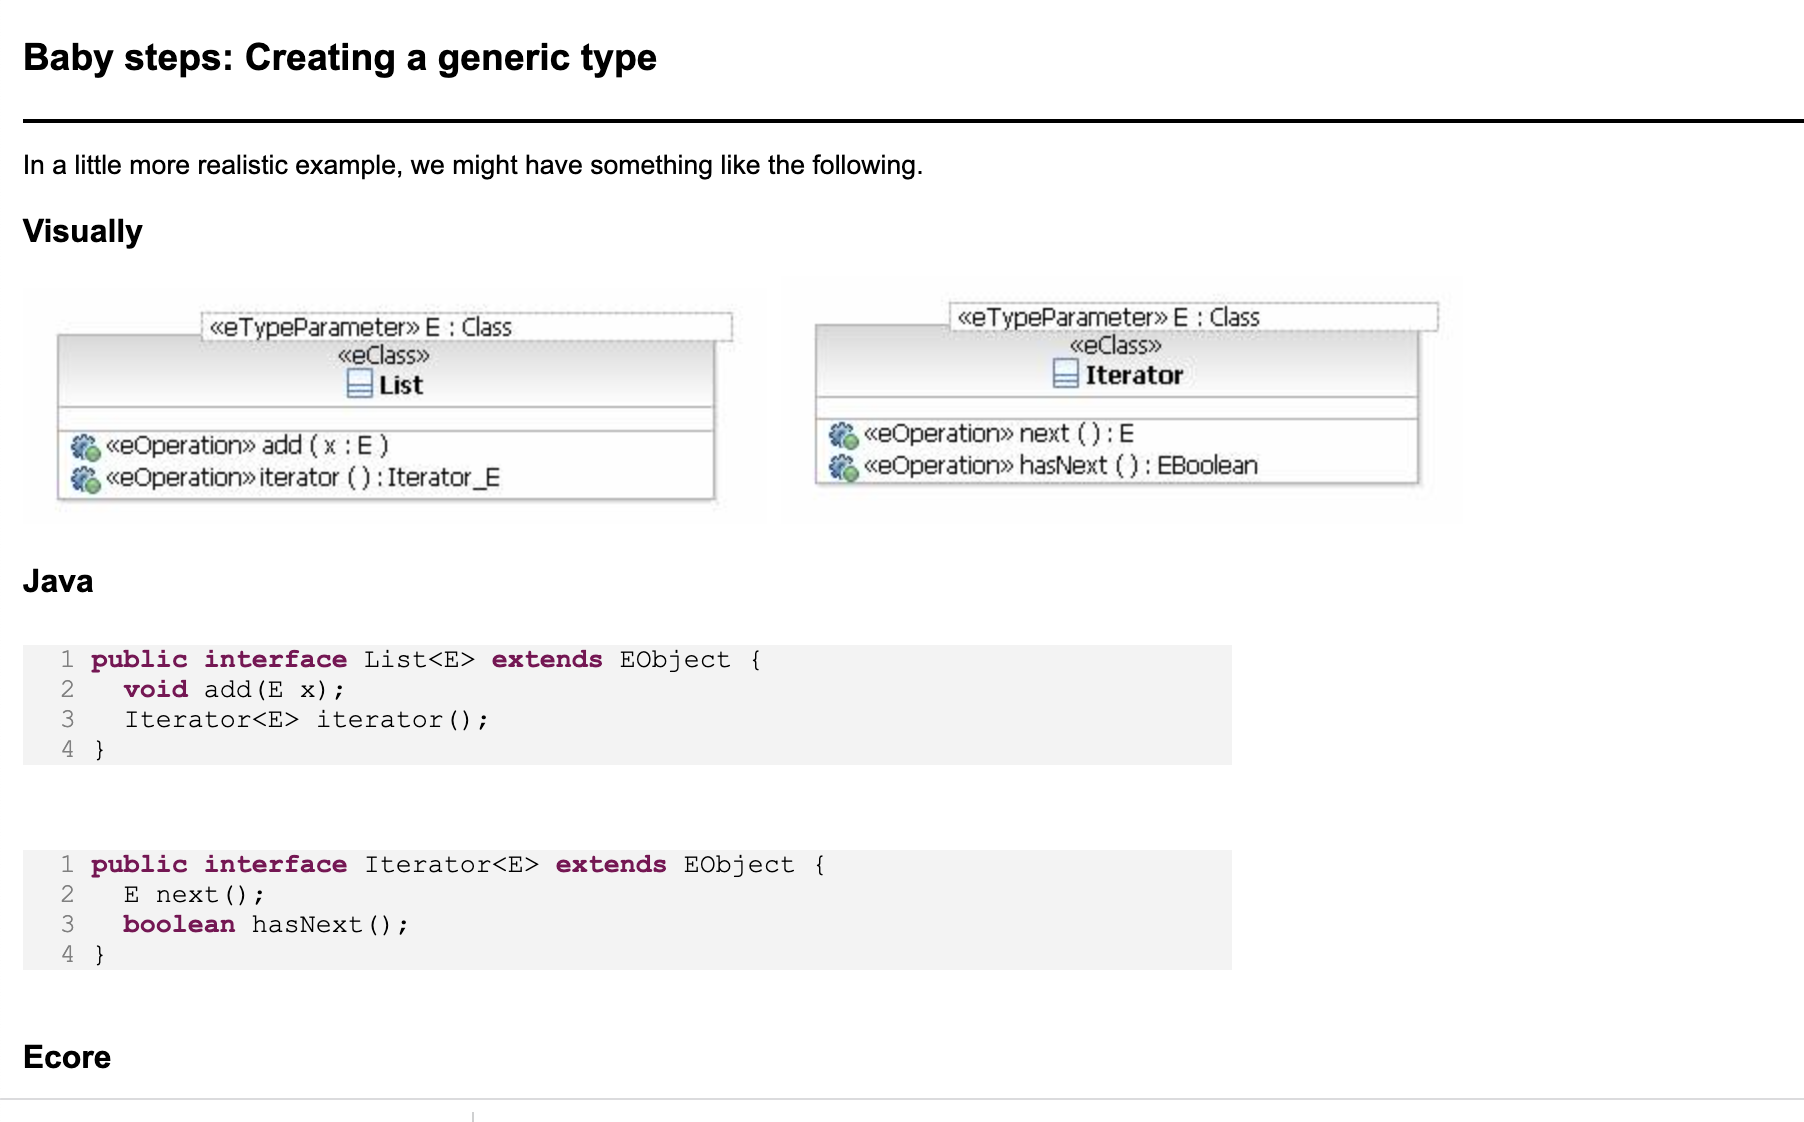 Baby steps: Creating a generic type
In a little more realistic example, we might have something like the following.
Visually
«eTypeParameter» E : Class
«eClass»
List
«eOperation» add ( x : E )
«eOperation» iterator ( ) : Iterator_E
«eTypeParameter» E : Class
«eClass»
Iterator
«eOperation» next ( ) : E
«eOperation» hasNext ( ) : EBoolean
Java
1 public interface List<E> extends EObject {
2   void add(E x);
3   Iterator<E> iterator();
4 }
1 public interface Iterator<E> extends EObject {
2   E next();
3   boolean hasNext();
4 }
Ecore